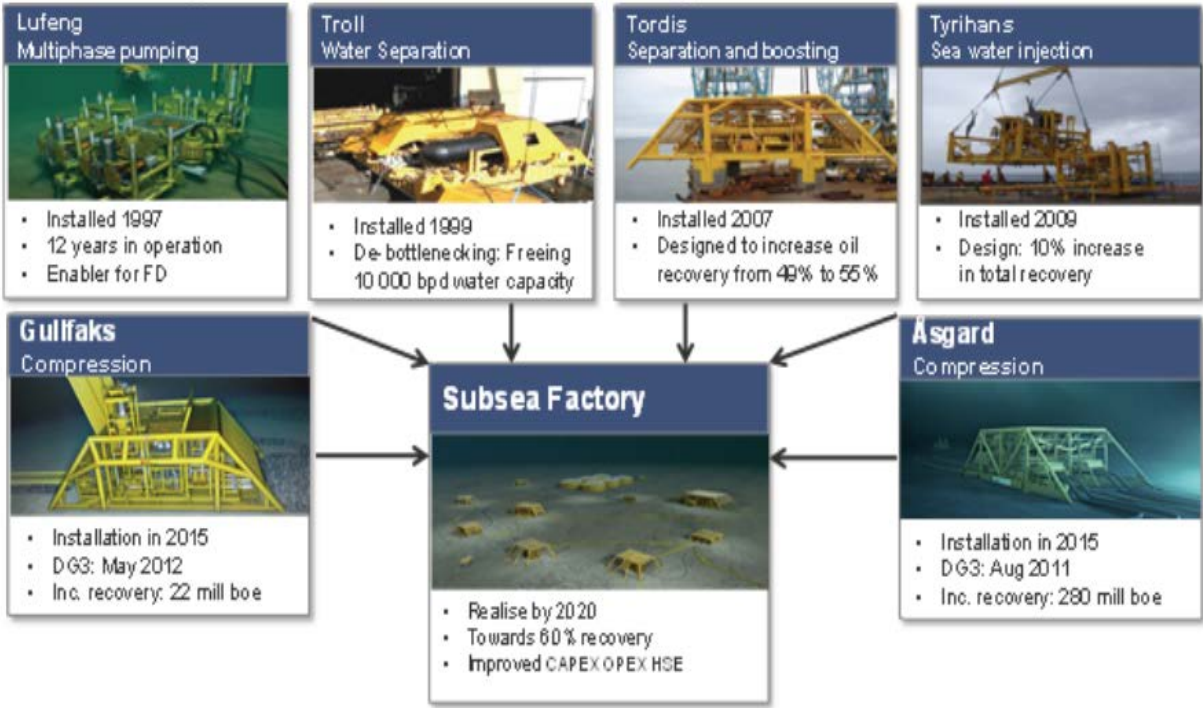 Lufeng
Multiphase pumping
• Installed 1997
• 12 years in operation
• Enabler for FD
Troll
Water Separation
• Installed 1999
• De-bottlenecking: Freeing
10 000 bpd water capacity
Tordis
Separation and boosting
• Installed 2007
• Designed to increase oil
recovery from 49% to 55%
Tyrihans
Sea water injection
• Installed 2009
• Design: 10% increase
in total recovery
Gullfaks
Compression
• Installation in 2015
• DG3: May 2012
• Inc. recovery: 22 mill boe
Subsea Factory
• Realise by 2020
• Towards 60% recovery
• Improved CAPEX OPEX HSE
Åsgard
Compression
• Installation in 2015
• DG3: Aug 2011
• Inc. recovery: 280 mill boe